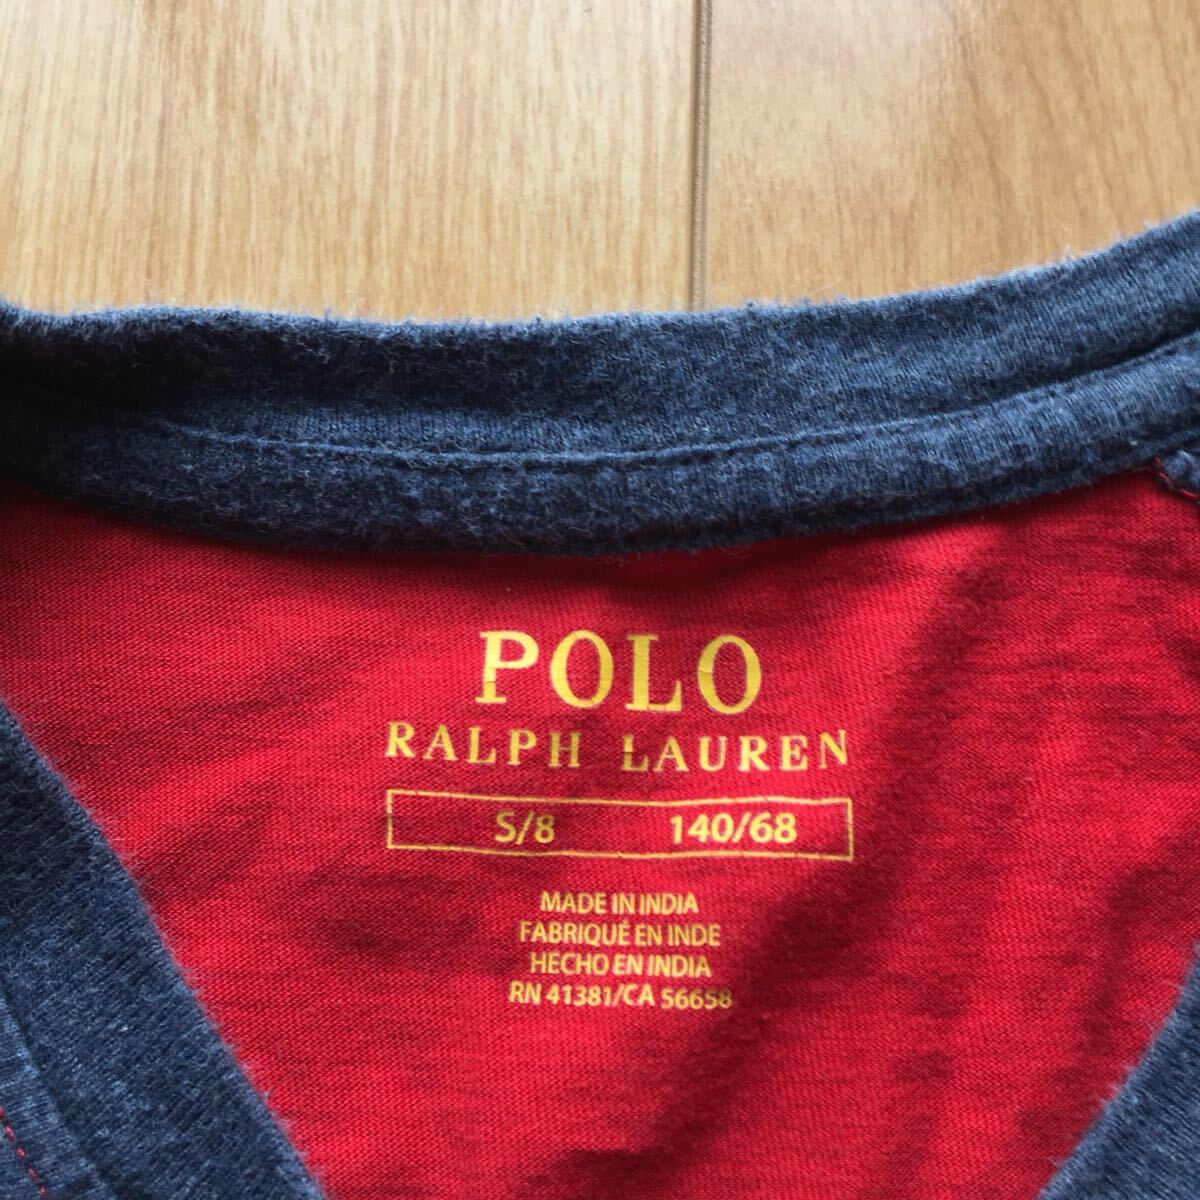 POLO
RALPH LAUREN
S/8 140/68
MADE IN INDIA
FABRIQUÉ EN INDE
HECHO EN INDIA
RN 41381/CA 56658